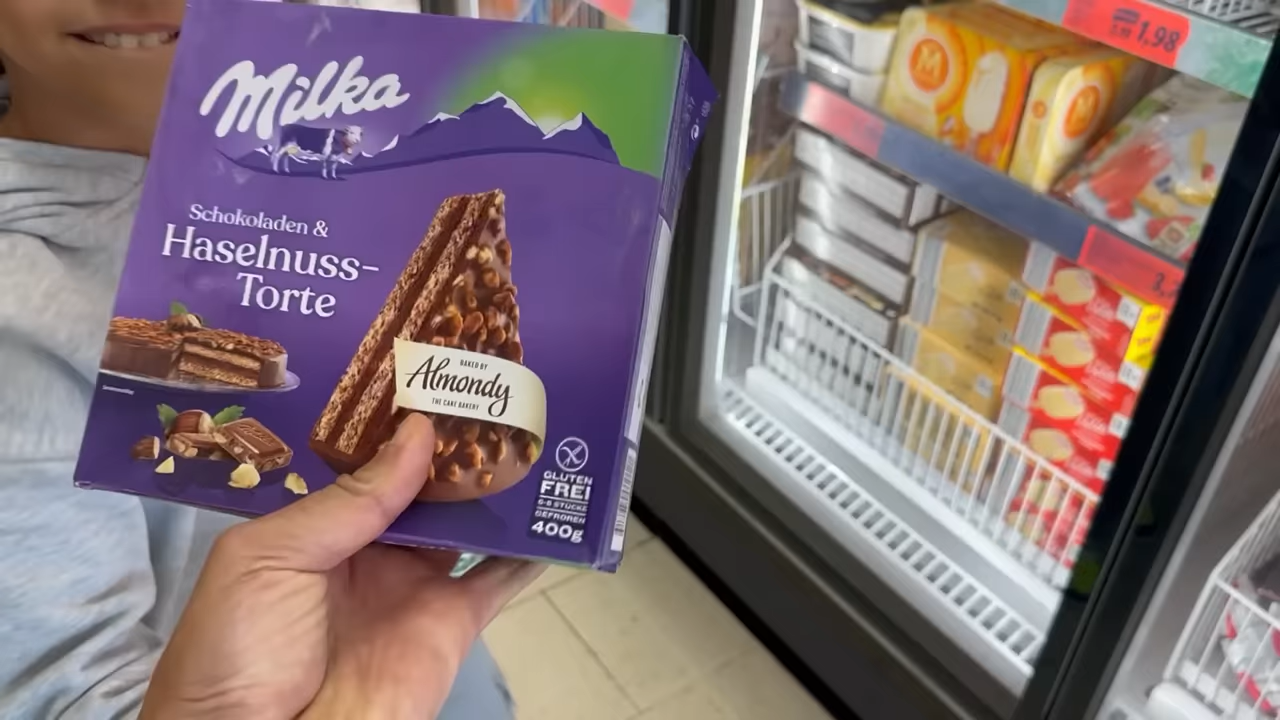 Milka
Schokoladen &
Haselnuss-
Torte
BAKED BY
Almondy
THE CAKE BAKERY
GLUTEN
FREI
6-8 STÜCKE
GEFROREN
400g
M
M
1,98